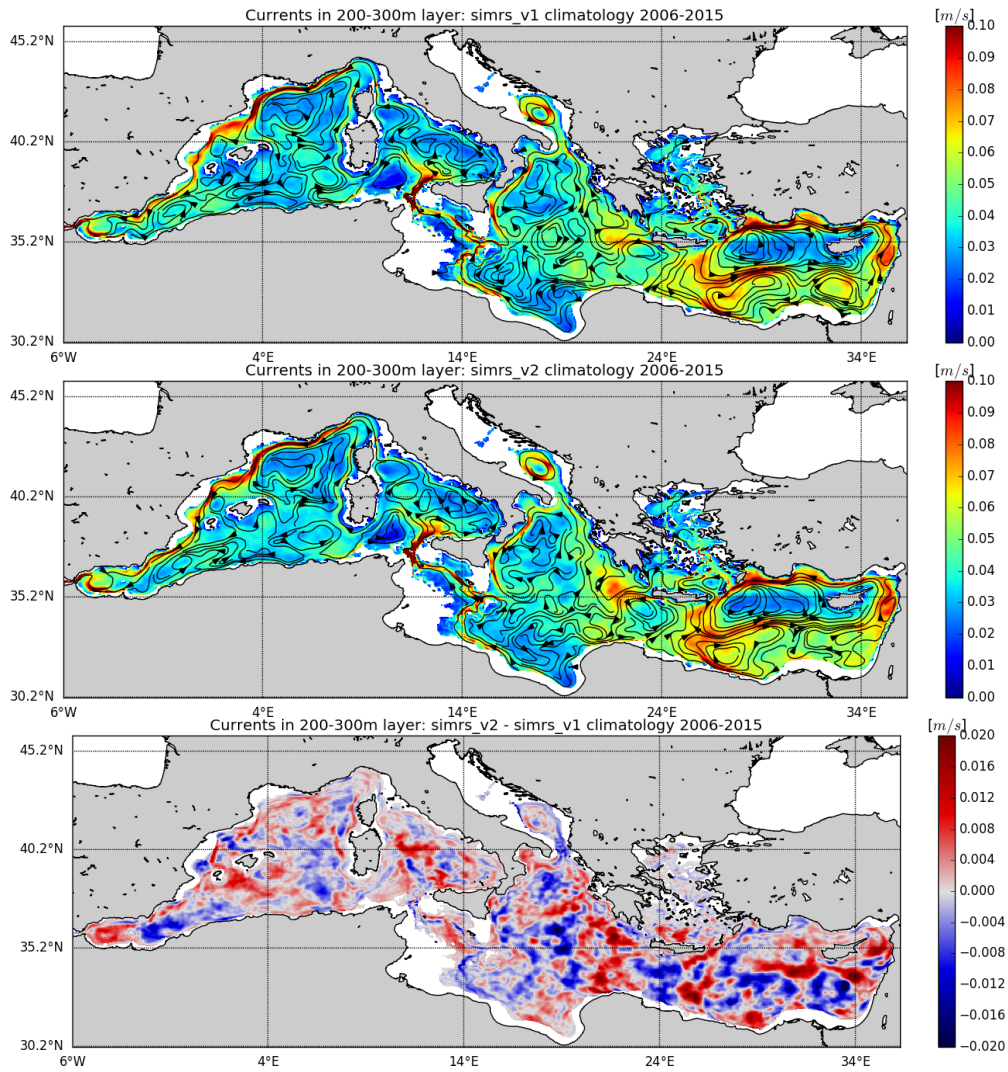 Currents in 200-300m layer: simrs_v1 climatology 2006-2015
[m/s]
45.2°N
40.2°N
35.2°N
30.2°N
6°W
4°E
14°E
24°E
34°E
0.10
0.09
0.08
0.07
0.06
0.05
0.04
0.03
0.02
0.01
0.00
Currents in 200-300m layer: simrs_v2 climatology 2006-2015
[m/s]
45.2°N
40.2°N
35.2°N
30.2°N
6°W
4°E
14°E
24°E
34°E
0.10
0.09
0.08
0.07
0.06
0.05
0.04
0.03
0.02
0.01
0.00
Currents in 200-300m layer: simrs_v2 - simrs_v1 climatology 2006-2015
[m/s]
45.2°N
40.2°N
35.2°N
30.2°N
6°W
4°E
14°E
24°E
34°E
0.020
0.016
0.012
0.008
0.004
0.000
−0.004
−0.008
−0.012
−0.016
−0.020